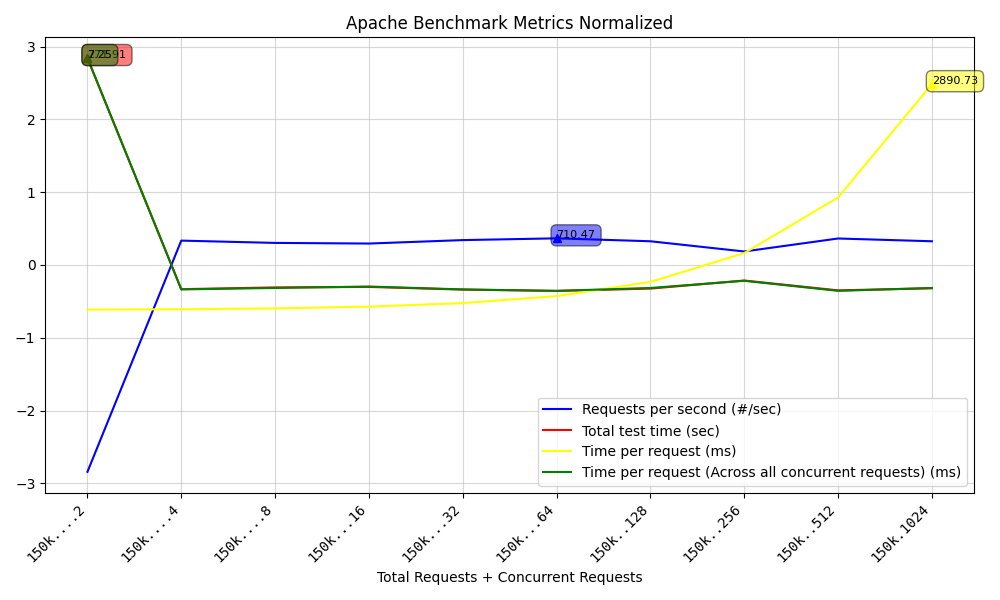 Apache Benchmark Metrics Normalized
3
2
1
0
−1
−2
−3
2890.73
710.47
Requests per second (#/sec)
Total test time (sec)
Time per request (ms)
Time per request (Across all concurrent requests) (ms)
150k....2
150k....4
150k....8
150k...16
150k...32
150k...64
150k..128
150k..256
150k..512
150k.1024
Total Requests + Concurrent Requests